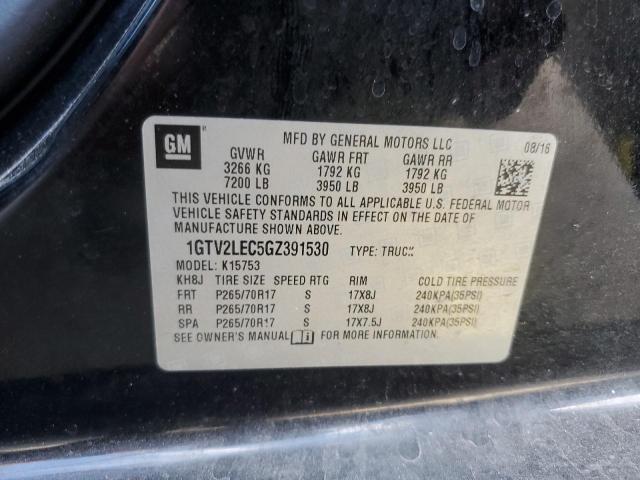 GM
MFD BY GENERAL MOTORS LLC 08/16
GVWR GAWR FRT GAWR RR
3266 KG 1792 KG 1792 KG
7200 LB 3950 LB 3950 LB
THIS VEHICLE CONFORMS TO ALL APPLICABLE U.S. FEDERAL MOTOR
VEHICLE SAFETY STANDARDS IN EFFECT ON THE DATE OF
MANUFACTURE SHOWN ABOVE.
1GTV2LEC5GZ391530 TYPE: TRUCK
MODEL: K15753
KH8J TIRE SIZE SPEED RTG RIM COLD TIRE PRESSURE
FRT P265/70R17 S 17X8J 240KPA(35PSI)
RR P265/70R17 S 17X8J 240KPA(35PSI)
SPA P265/70R17 S 17X7.5J 240KPA(35PSI)
SEE OWNER'S MANUAL FOR MORE INFORMATION.